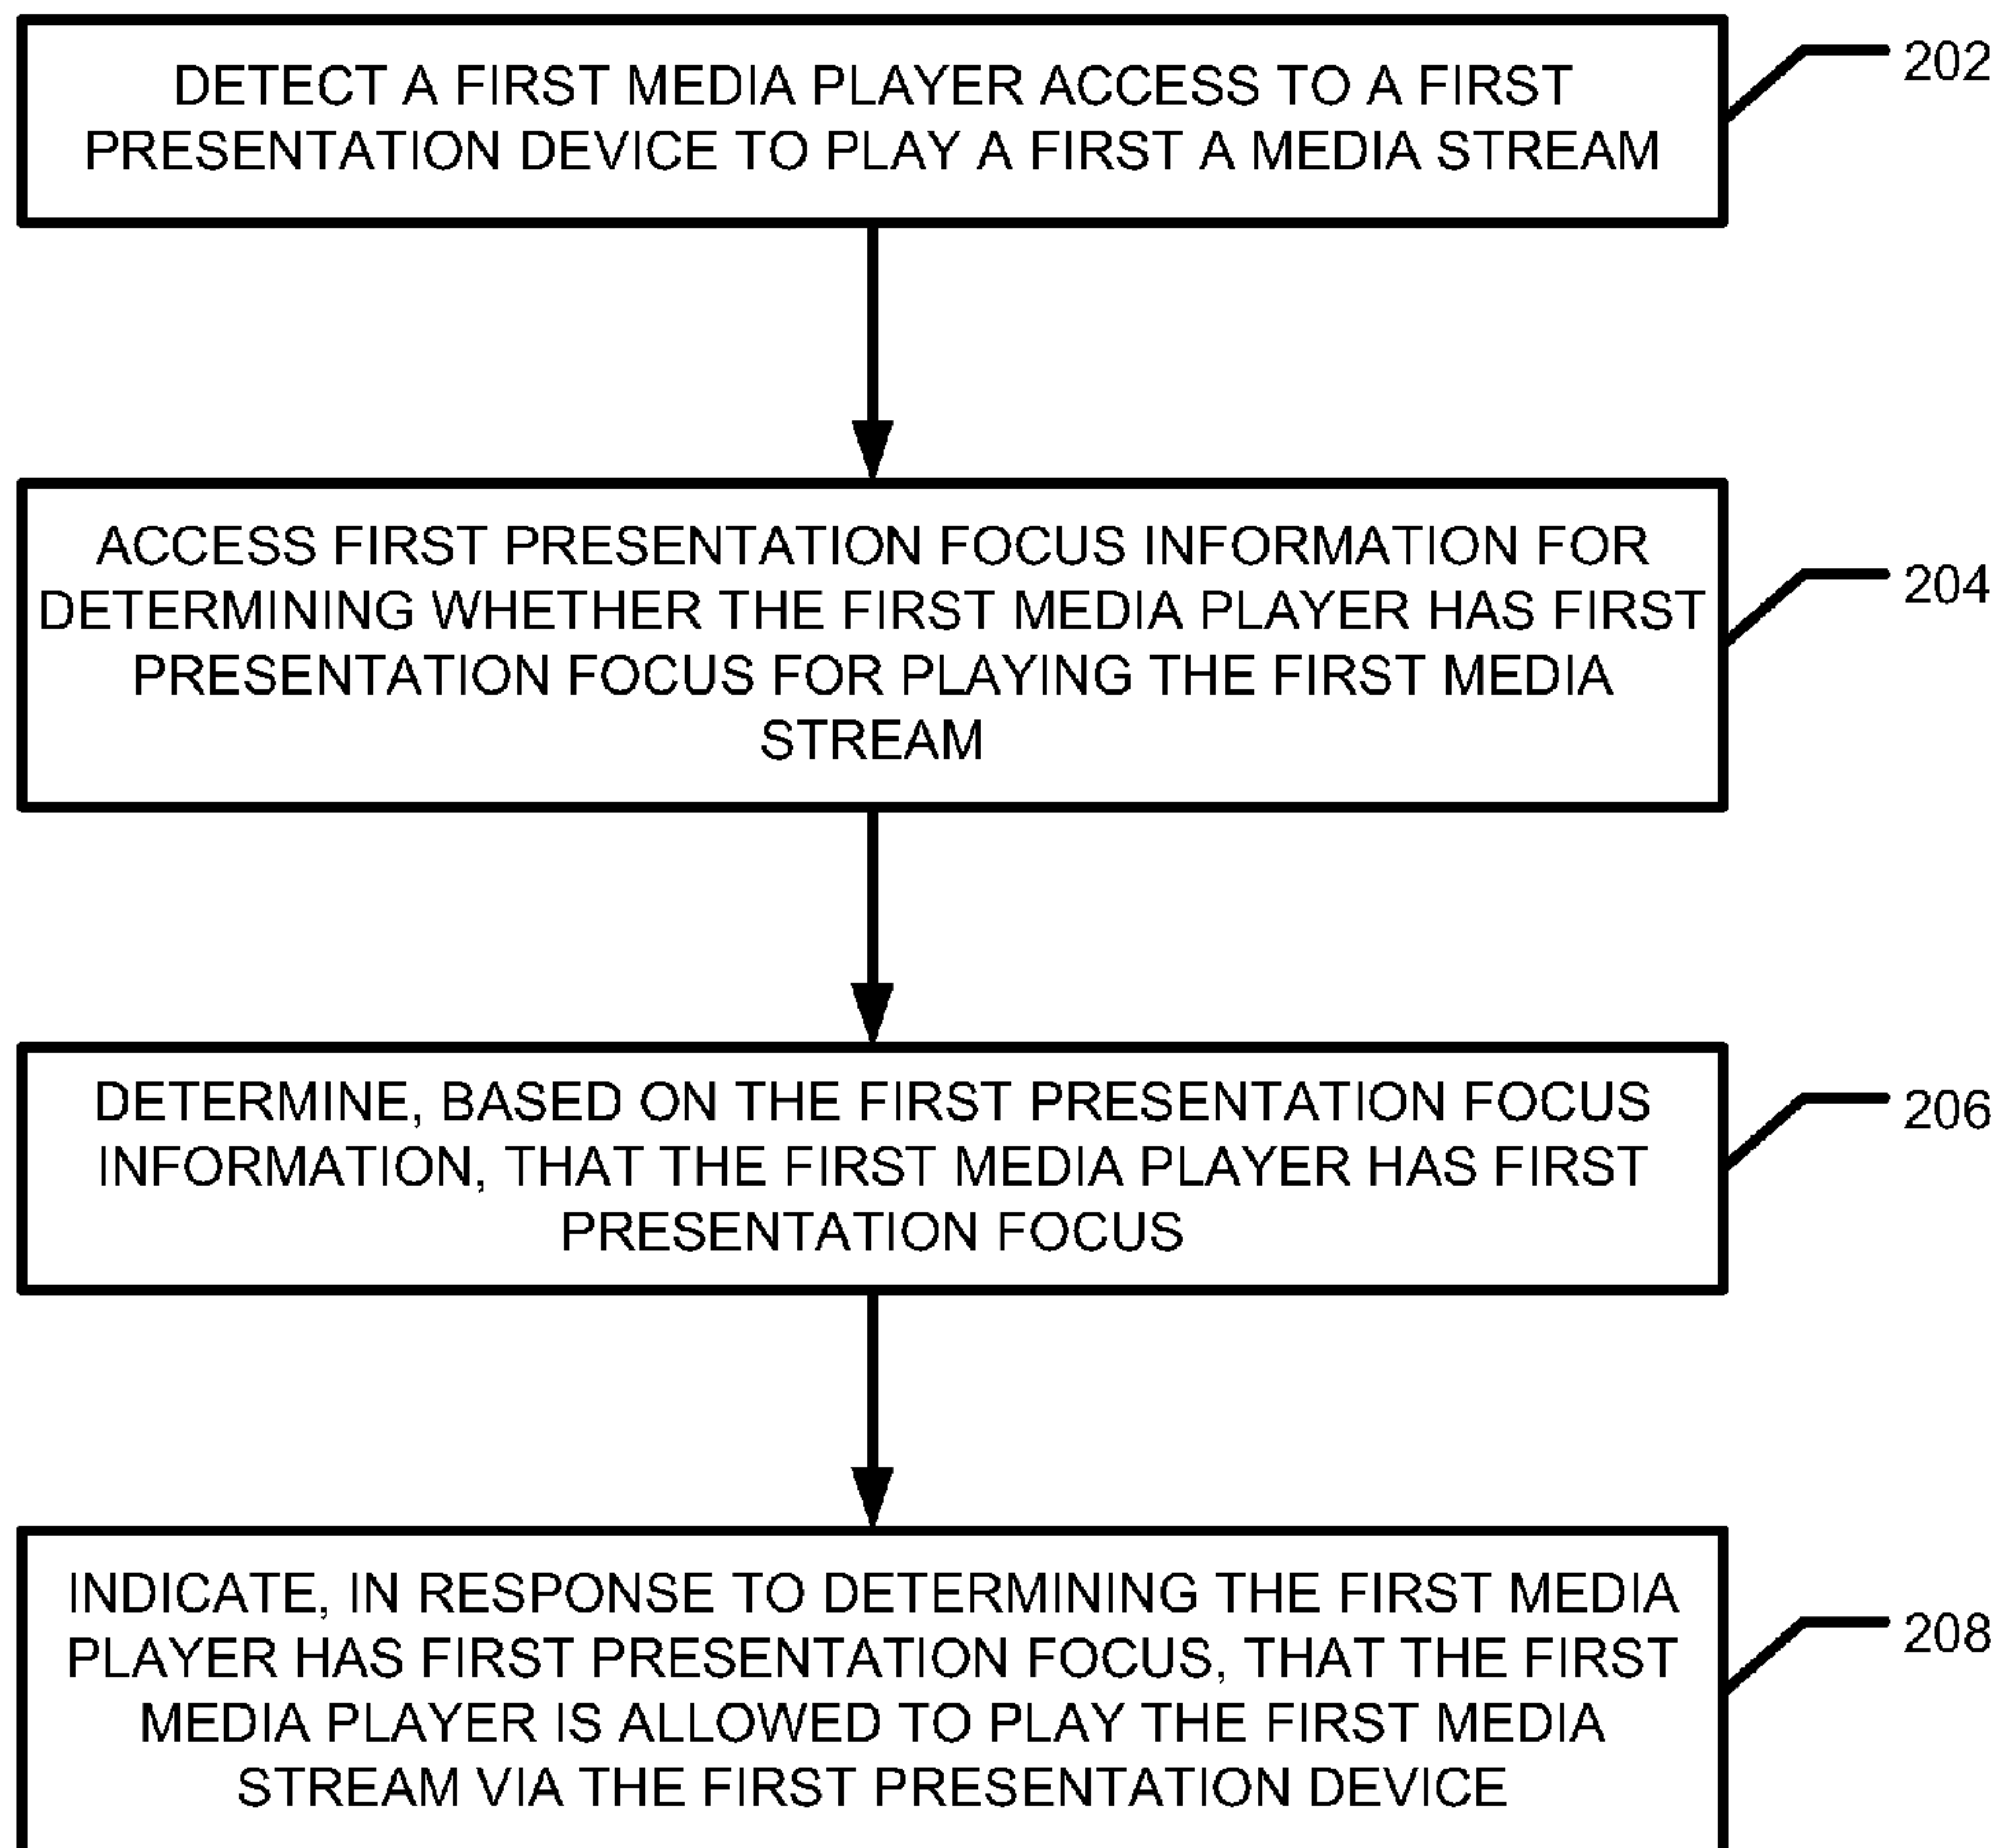 DETECT A FIRST MEDIA PLAYER ACCESS TO A FIRST
PRESENTATION DEVICE TO PLAY A FIRST A MEDIA STREAM
202
ACCESS FIRST PRESENTATION FOCUS INFORMATION FOR
DETERMINING WHETHER THE FIRST MEDIA PLAYER HAS FIRST
PRESENTATION FOCUS FOR PLAYING THE FIRST MEDIA
STREAM
204
DETERMINE, BASED ON THE FIRST PRESENTATION FOCUS
INFORMATION, THAT THE FIRST MEDIA PLAYER HAS FIRST
PRESENTATION FOCUS
206
INDICATE, IN RESPONSE TO DETERMINING THE FIRST MEDIA
PLAYER HAS FIRST PRESENTATION FOCUS, THAT THE FIRST
MEDIA PLAYER IS ALLOWED TO PLAY THE FIRST MEDIA
STREAM VIA THE FIRST PRESENTATION DEVICE
208